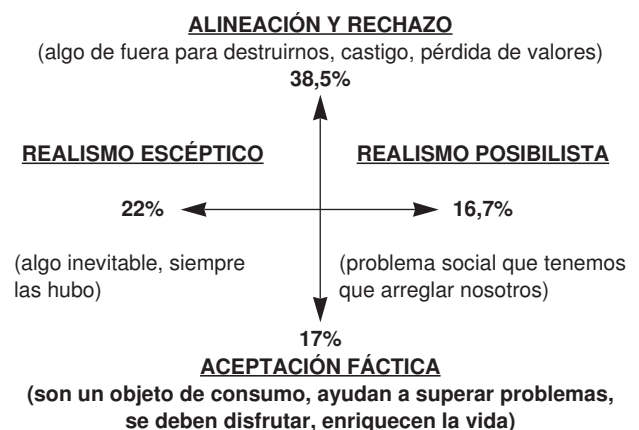 ALINEACIÓN Y RECHAZO
(algo de fuera para destruirnos, castigo, pérdida de valores)
38,5%
REALISMO ESCÉPTICO
REALISMO POSIBILISTA
22%
16,7%
(algo inevitable, siempre
las hubo)
(problema social que tenemos
que arreglar nosotros)
17%
ACEPTACIÓN FÁCTICA
(son un objeto de consumo, ayudan a superar problemas,
se deben disfrutar, enriquecen la vida)